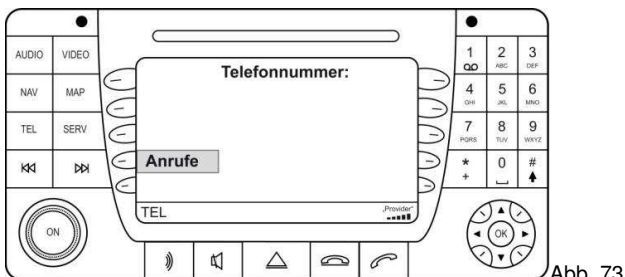 AUDIO VIDEO
NAV MAP
TEL SERV
ON
Telefonnummer:
Anrufe
TEL "Provider"
1 2 ABC 3 DEF
4 GHI 5 JKL 6 MNO
7 PQRS 8 TUV 9 WXYZ
* + 0 #
OK
Abb. 73